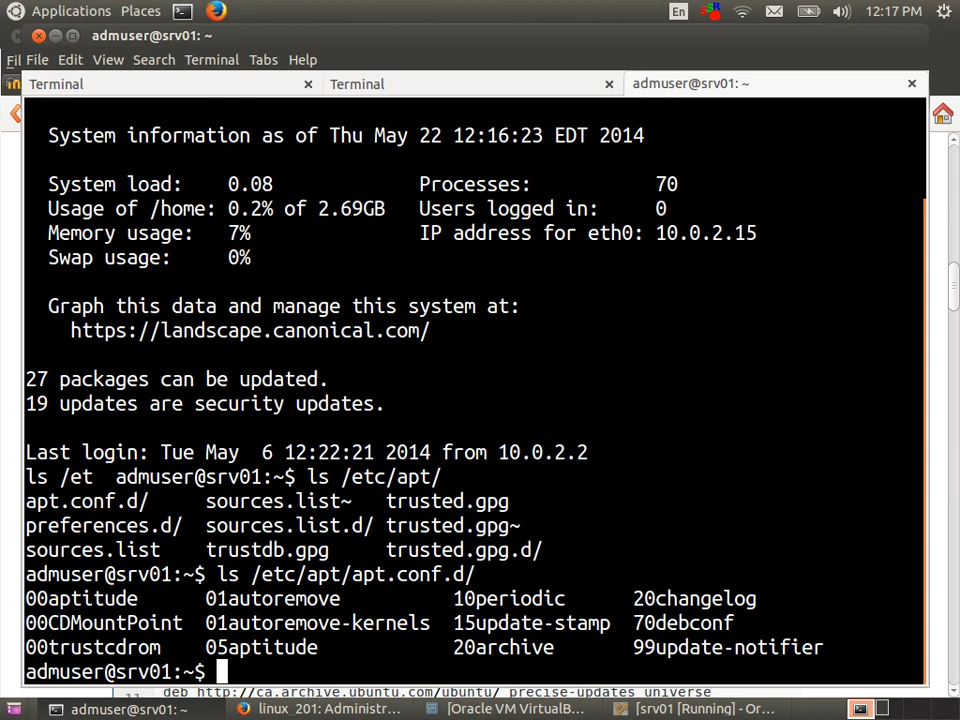 Applications Places En 12:17 PM
admuser@srv01: ~
Fil File Edit View Search Terminal Tabs Help
Terminal Terminal admuser@srv01: ~
System information as of Thu May 22 12:16:23 EDT 2014
System load: 0.08 Processes: 70
Usage of /home: 0.2% of 2.69GB Users logged in: 0
Memory usage: 7% IP address for eth0: 10.0.2.15
Swap usage: 0%
Graph this data and manage this system at:
https://landscape.canonical.com/
27 packages can be updated.
19 updates are security updates.
Last login: Tue May  6 12:22:21 2014 from 10.0.2.2
ls /et  admuser@srv01:~$ ls /etc/apt/
apt.conf.d/ sources.list~ trusted.gpg
preferences.d/ sources.list.d/ trusted.gpg~
sources.list trustdb.gpg trusted.gpg.d/
admuser@srv01:~$ ls /etc/apt/apt.conf.d/
00aptitude 01autoremove 10periodic 20changelog
00CDMountPoint 01autoremove-kernels 15update-stamp 70debconf
00trustcdrom 05aptitude 20archive 99update-notifier
admuser@srv01:~$
deb http://ca.archive.ubuntu.com/ubuntu/ precise-updates universe
admuser@srv01: ~ linux_201: Administr... [Oracle VM VirtualB... [srv01 [Running] - Or...